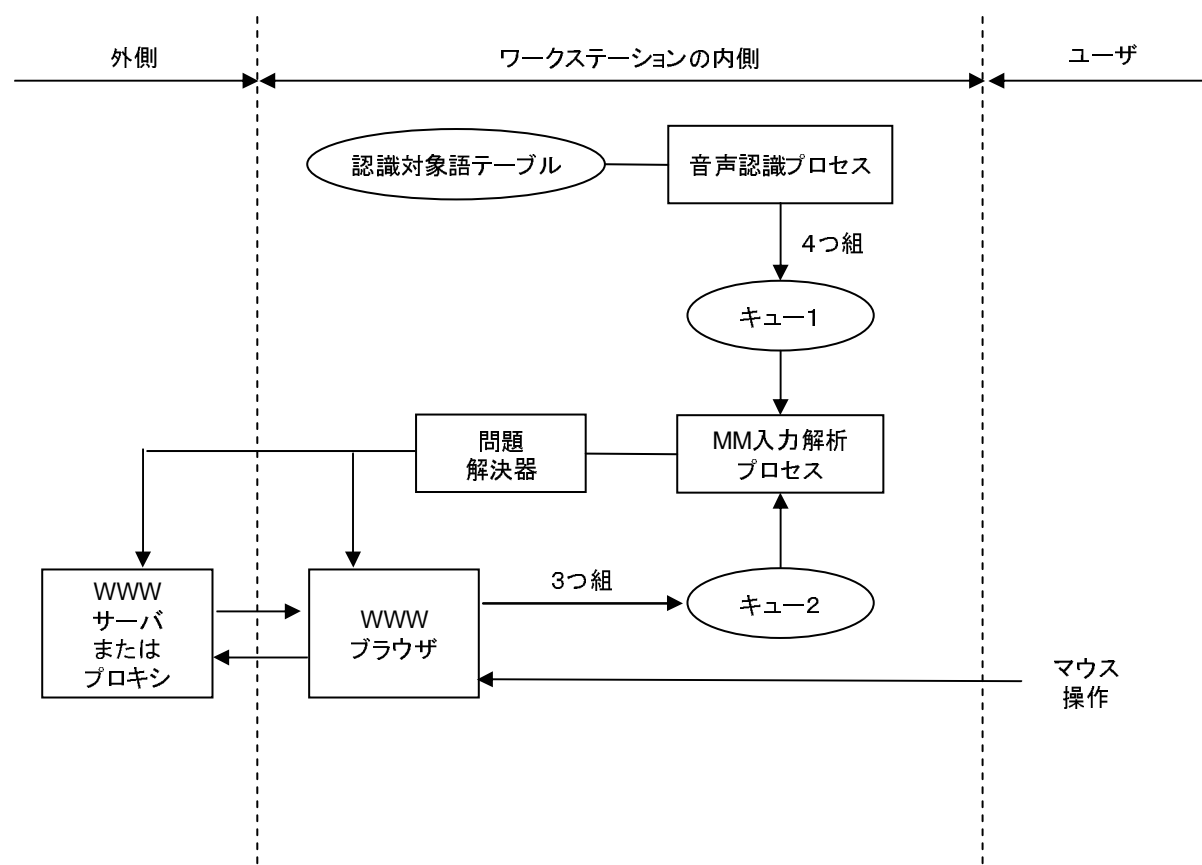 外側
ワークステーションの内側
ユーザ
認識対象語テーブル
音声認識プロセス
4つ組
キュー1
問題
解決器
MM入力解析
プロセス
WWW
サーバ
または
プロキシ
WWW
ブラウザ
3つ組
キュー2
マウス
操作